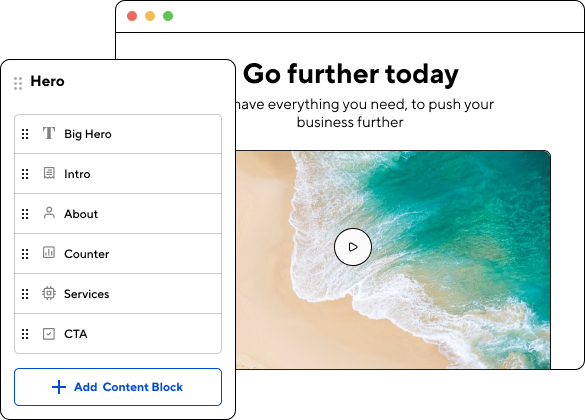 Hero
Big Hero
Intro
About
Counter
Services
CTA
Add Content Block
Go further today
have everything you need, to push your
business further